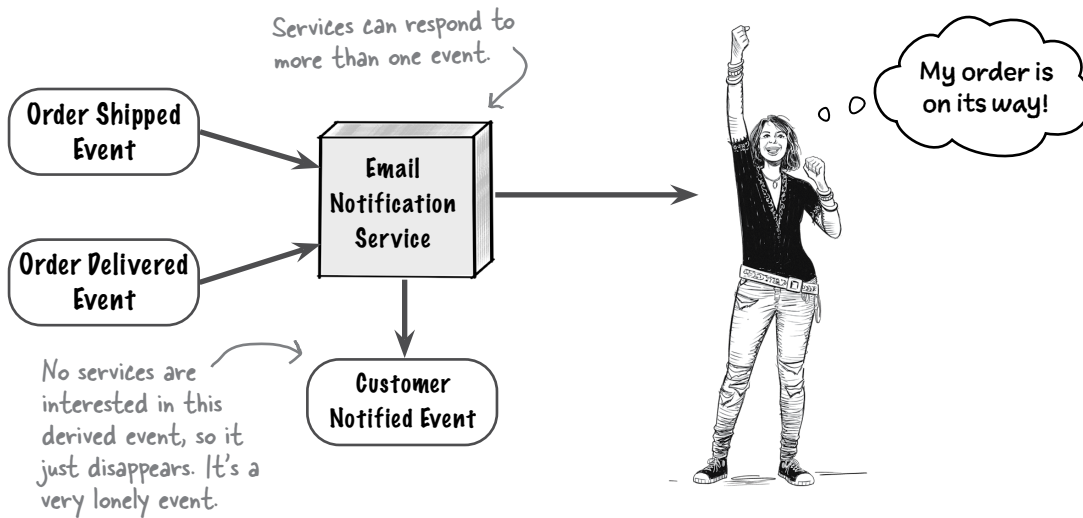 Services can respond to
more than one event.
My order is
on its way!
Order Shipped
Event
Email
Notification
Service
Order Delivered
Event
No services are
interested in this
derived event, so it
just disappears. It's a
very lonely event.
Customer
Notified Event